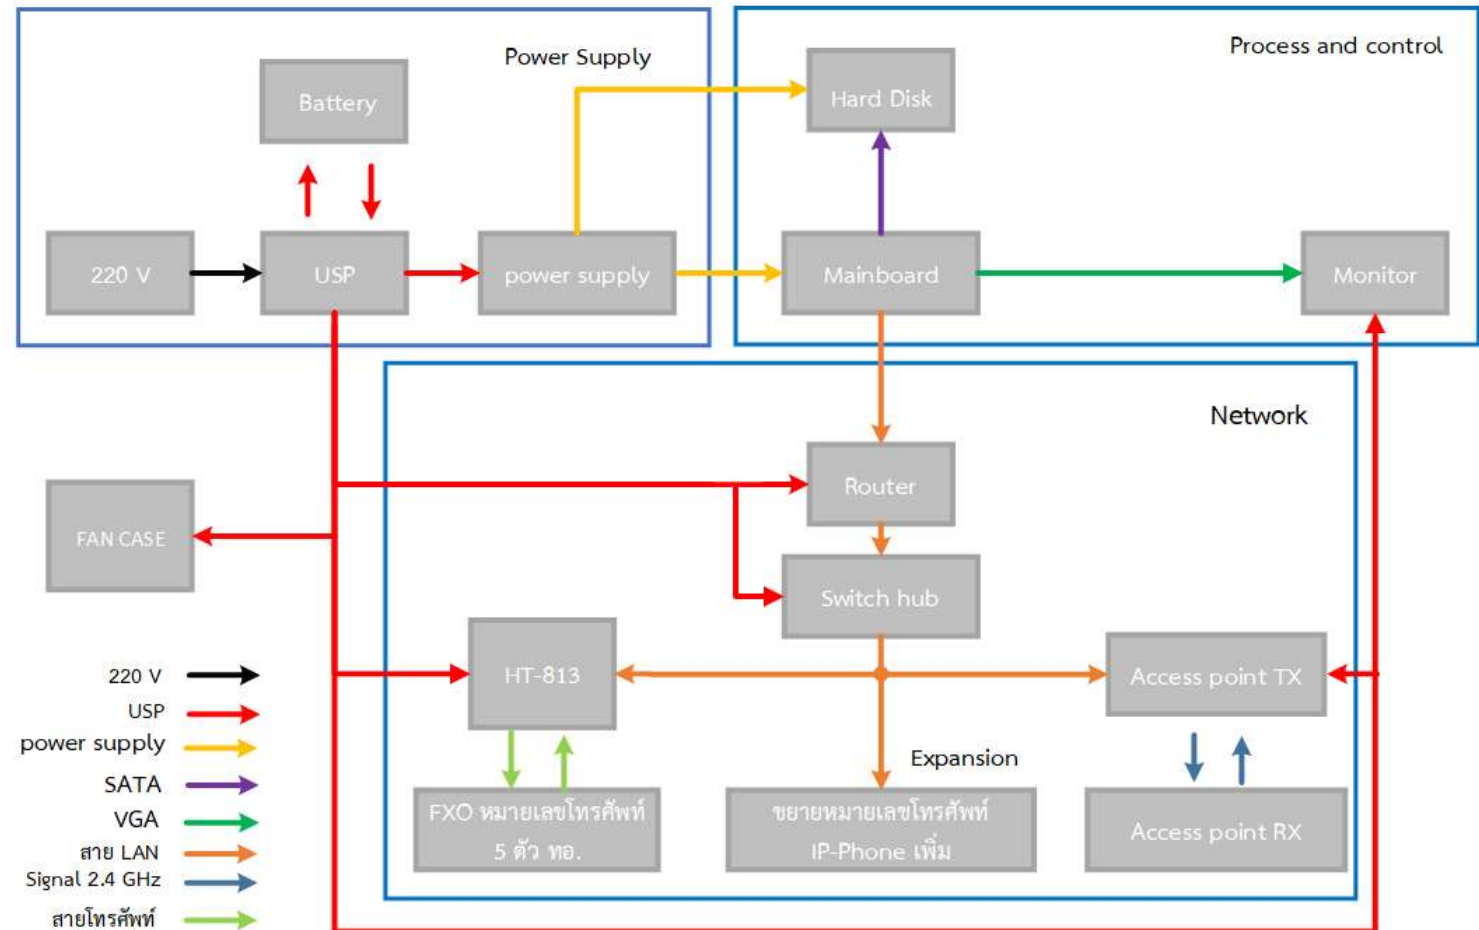 Power Supply
Process and control
Battery
Hard Disk
220 V
USP
power supply
Mainboard
Monitor
Network
Router
FAN CASE
Switch hub
HT-813
Access point TX
Expansion
FXO หมายเลขโทรศัพท์
5 ตัว ทอ.
ขยายหมายเลขโทรศัพท์
IP-Phone เพิ่ม
Access point RX
220 V
USP
power supply
SATA
VGA
สาย LAN
Signal 2.4 GHz
สายโทรศัพท์